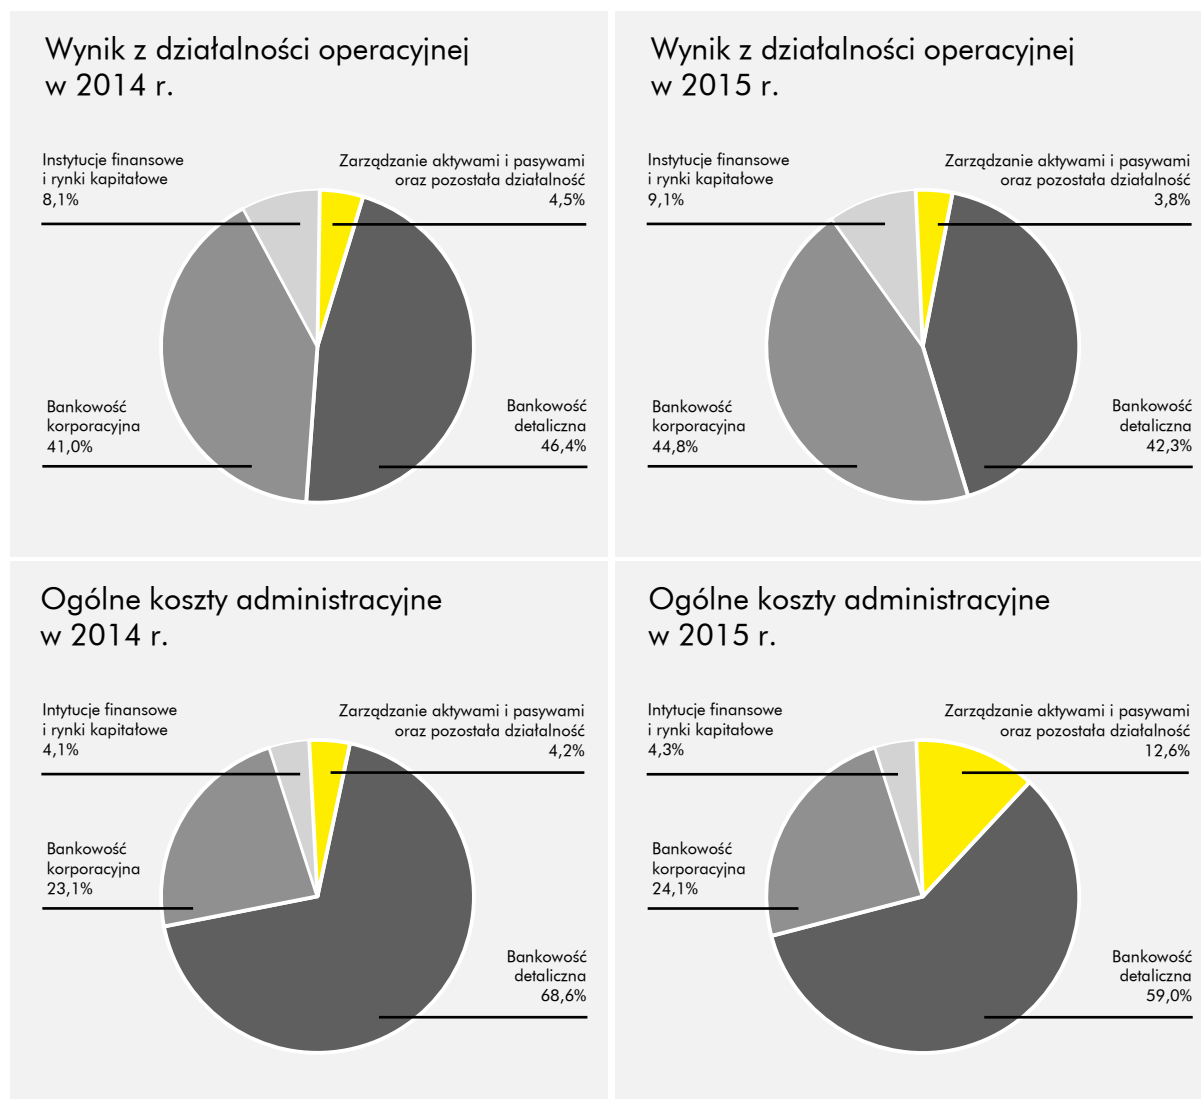 Wynik z działalności operacyjnej
w 2014 r.
Instytucje finansowe
i rynki kapitałowe
8,1%
Zarządzanie aktywami i pasywami
oraz pozostała działalność
4,5%
Bankowość
korporacyjna
41,0%
Bankowość
detaliczna
46,4%
Wynik z działalności operacyjnej
w 2015 r.
Instytucje finansowe
i rynki kapitałowe
9,1%
Zarządzanie aktywami i pasywami
oraz pozostała działalność
3,8%
Bankowość
korporacyjna
44,8%
Bankowość
detaliczna
42,3%
Ogólne koszty administracyjne
w 2014 r.
Intytucje finansowe
i rynki kapitałowe
4,1%
Zarządzanie aktywami i pasywami
oraz pozostała działalność
4,2%
Bankowość
korporacyjna
23,1%
Bankowość
detaliczna
68,6%
Ogólne koszty administracyjne
w 2015 r.
Intytucje finansowe
i rynki kapitałowe
4,3%
Zarządzanie aktywami i pasywami
oraz pozostała działalność
12,6%
Bankowość
korporacyjna
24,1%
Bankowość
detaliczna
59,0%